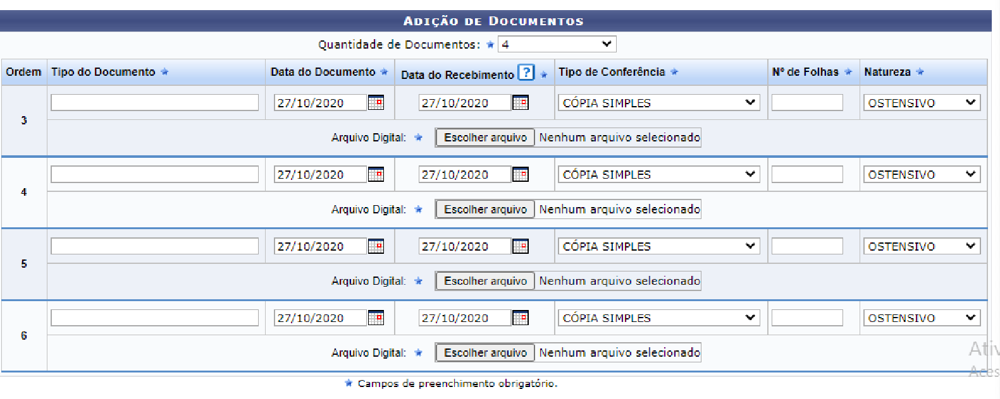 ADIÇÃO DE DOCUMENTOS
Quantidade de Documentos: 4
Ordem Tipo do Documento Data do Documento Data do Recebimento ? Tipo de Conferência Nº de Folhas Natureza
27/10/2020 27/10/2020 CÓPIA SIMPLES OSTENSIVO
3
Arquivo Digital: Escolher arquivo Nenhum arquivo selecionado
27/10/2020 27/10/2020 CÓPIA SIMPLES OSTENSIVO
4
Arquivo Digital: Escolher arquivo Nenhum arquivo selecionado
27/10/2020 27/10/2020 CÓPIA SIMPLES OSTENSIVO
5
Arquivo Digital: Escolher arquivo Nenhum arquivo selecionado
27/10/2020 27/10/2020 CÓPIA SIMPLES OSTENSIVO
6
Arquivo Digital: Escolher arquivo Nenhum arquivo selecionado
Campos de preenchimento obrigatório.